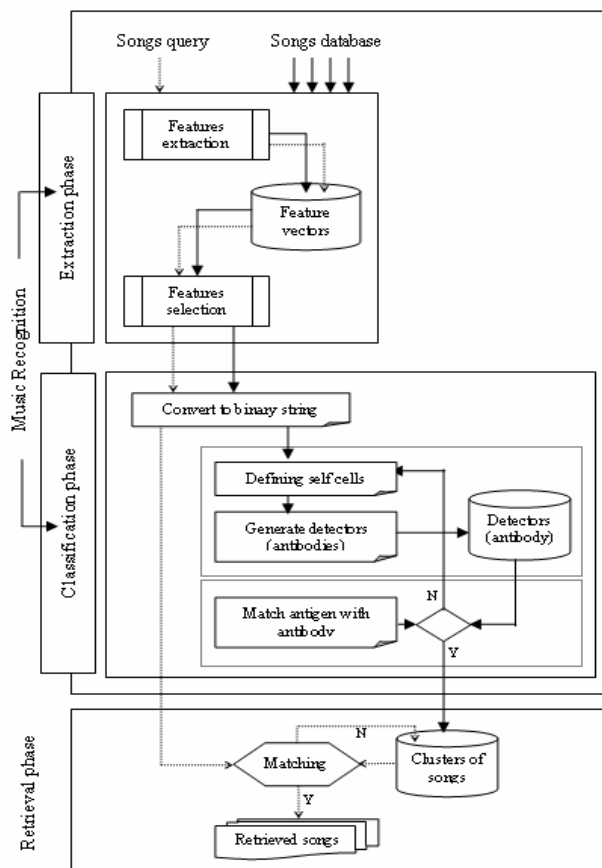 Songs query
Songs database
Music Recognition
Extraction phase
Features
extraction
Feature
vectors
Features
selection
Classification phase
Convert to binary string
Defining self cells
Generate detectors
(antibodies)
Detectors
(antibody)
N
Match antigen with
antibody
Y
Retrieval phase
N
Matching
Clusters of
songs
Y
Retrieved songs